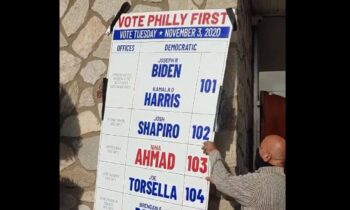 VOTE PHILLY FIRST
VOTE TUESDAY ★ NOVEMBER 3, 2020
OFFICES DEMOCRATIC
JOSEPH R
BIDEN
101
KAMALA D
HARRIS
JOSH
SHAPIRO 102
NINA
AHMAD 103
JOE
TORSELLA 104